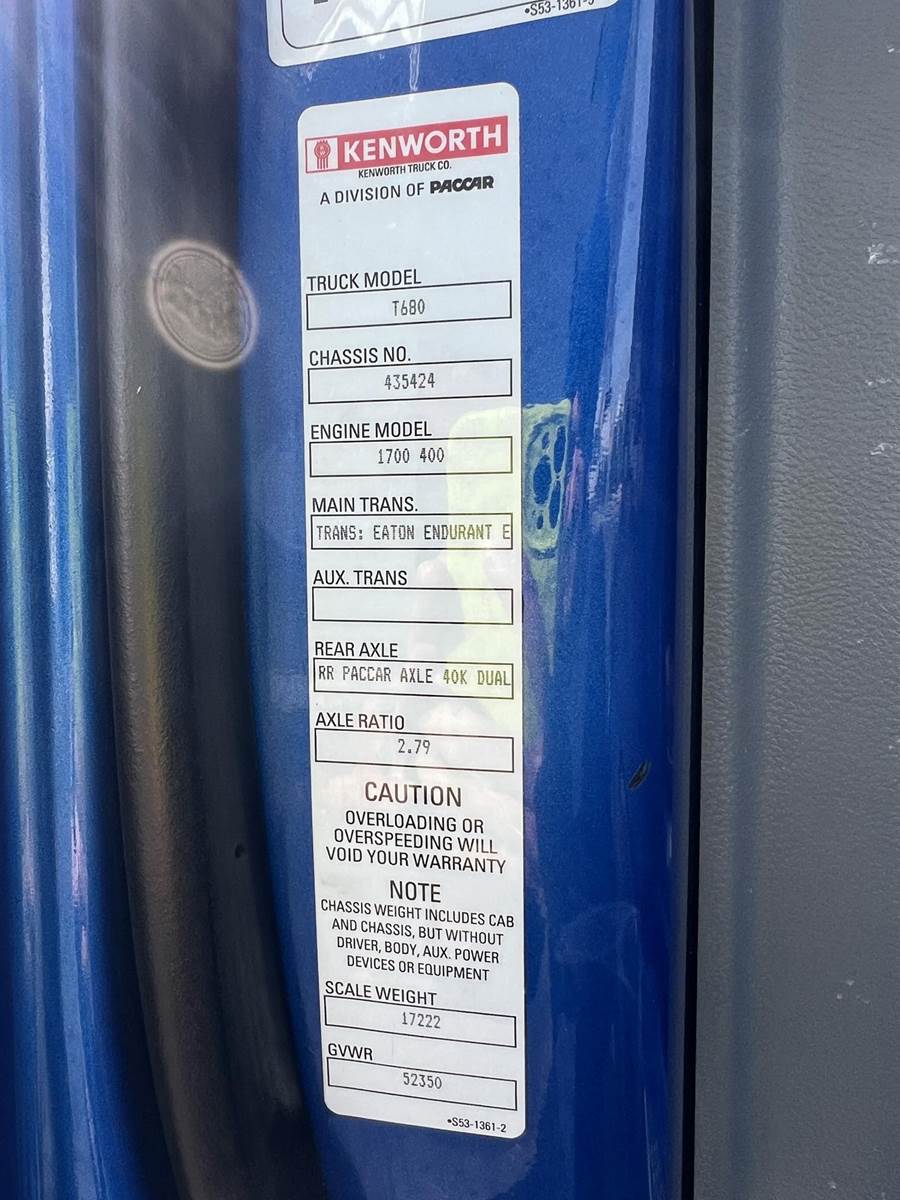 •S53-1361-5
KENWORTH
KENWORTH TRUCK CO.
A DIVISION OF PACCAR
TRUCK MODEL
T680
CHASSIS NO.
435424
ENGINE MODEL
1700 400
MAIN TRANS.
TRANS: EATON ENDURANT E
AUX. TRANS
REAR AXLE
RR PACCAR AXLE 40K DUAL
AXLE RATIO
2.79
CAUTION
OVERLOADING OR
OVERSPEEDING WILL
VOID YOUR WARRANTY
NOTE
CHASSIS WEIGHT INCLUDES CAB
AND CHASSIS, BUT WITHOUT
DRIVER, BODY, AUX. POWER
DEVICES OR EQUIPMENT
SCALE WEIGHT
17222
GVWR
52350
•S53-1361-2